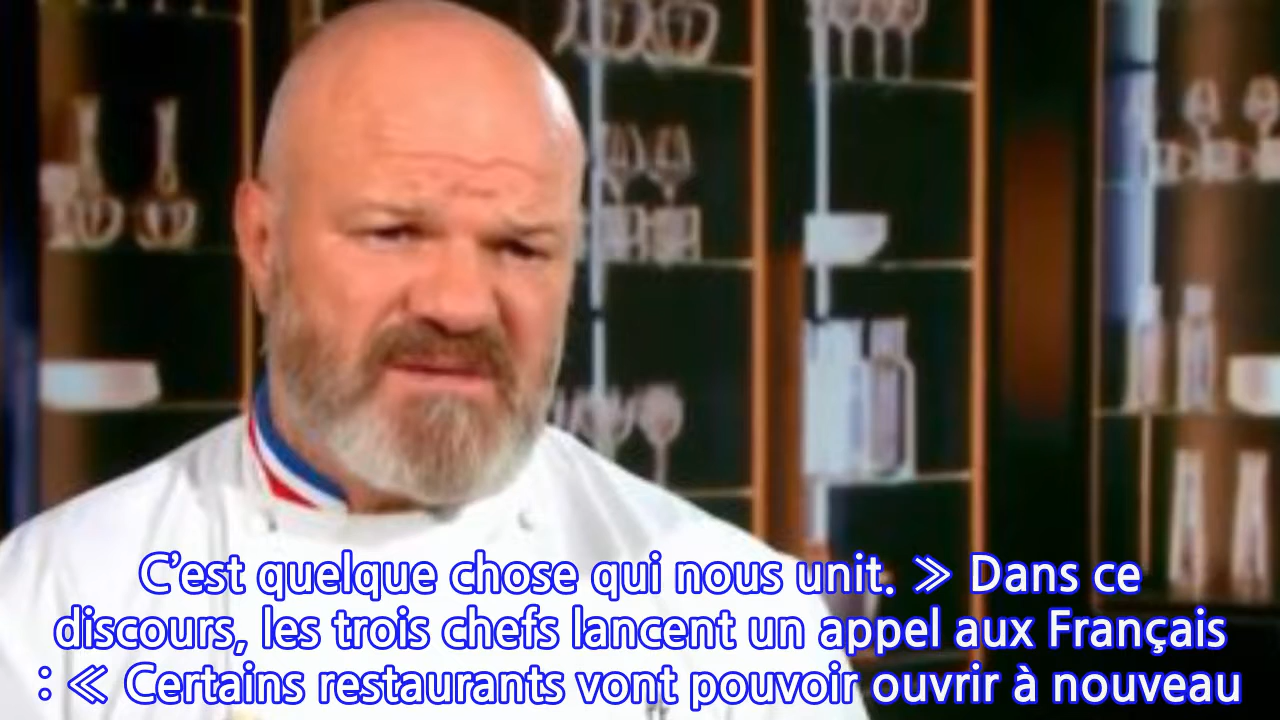 C’est quelque chose qui nous unit. ≫ Dans ce
discours, les trois chefs lancent un appel aux Français
: ≪ Certains restaurants vont pouvoir ouvrir à nouveau